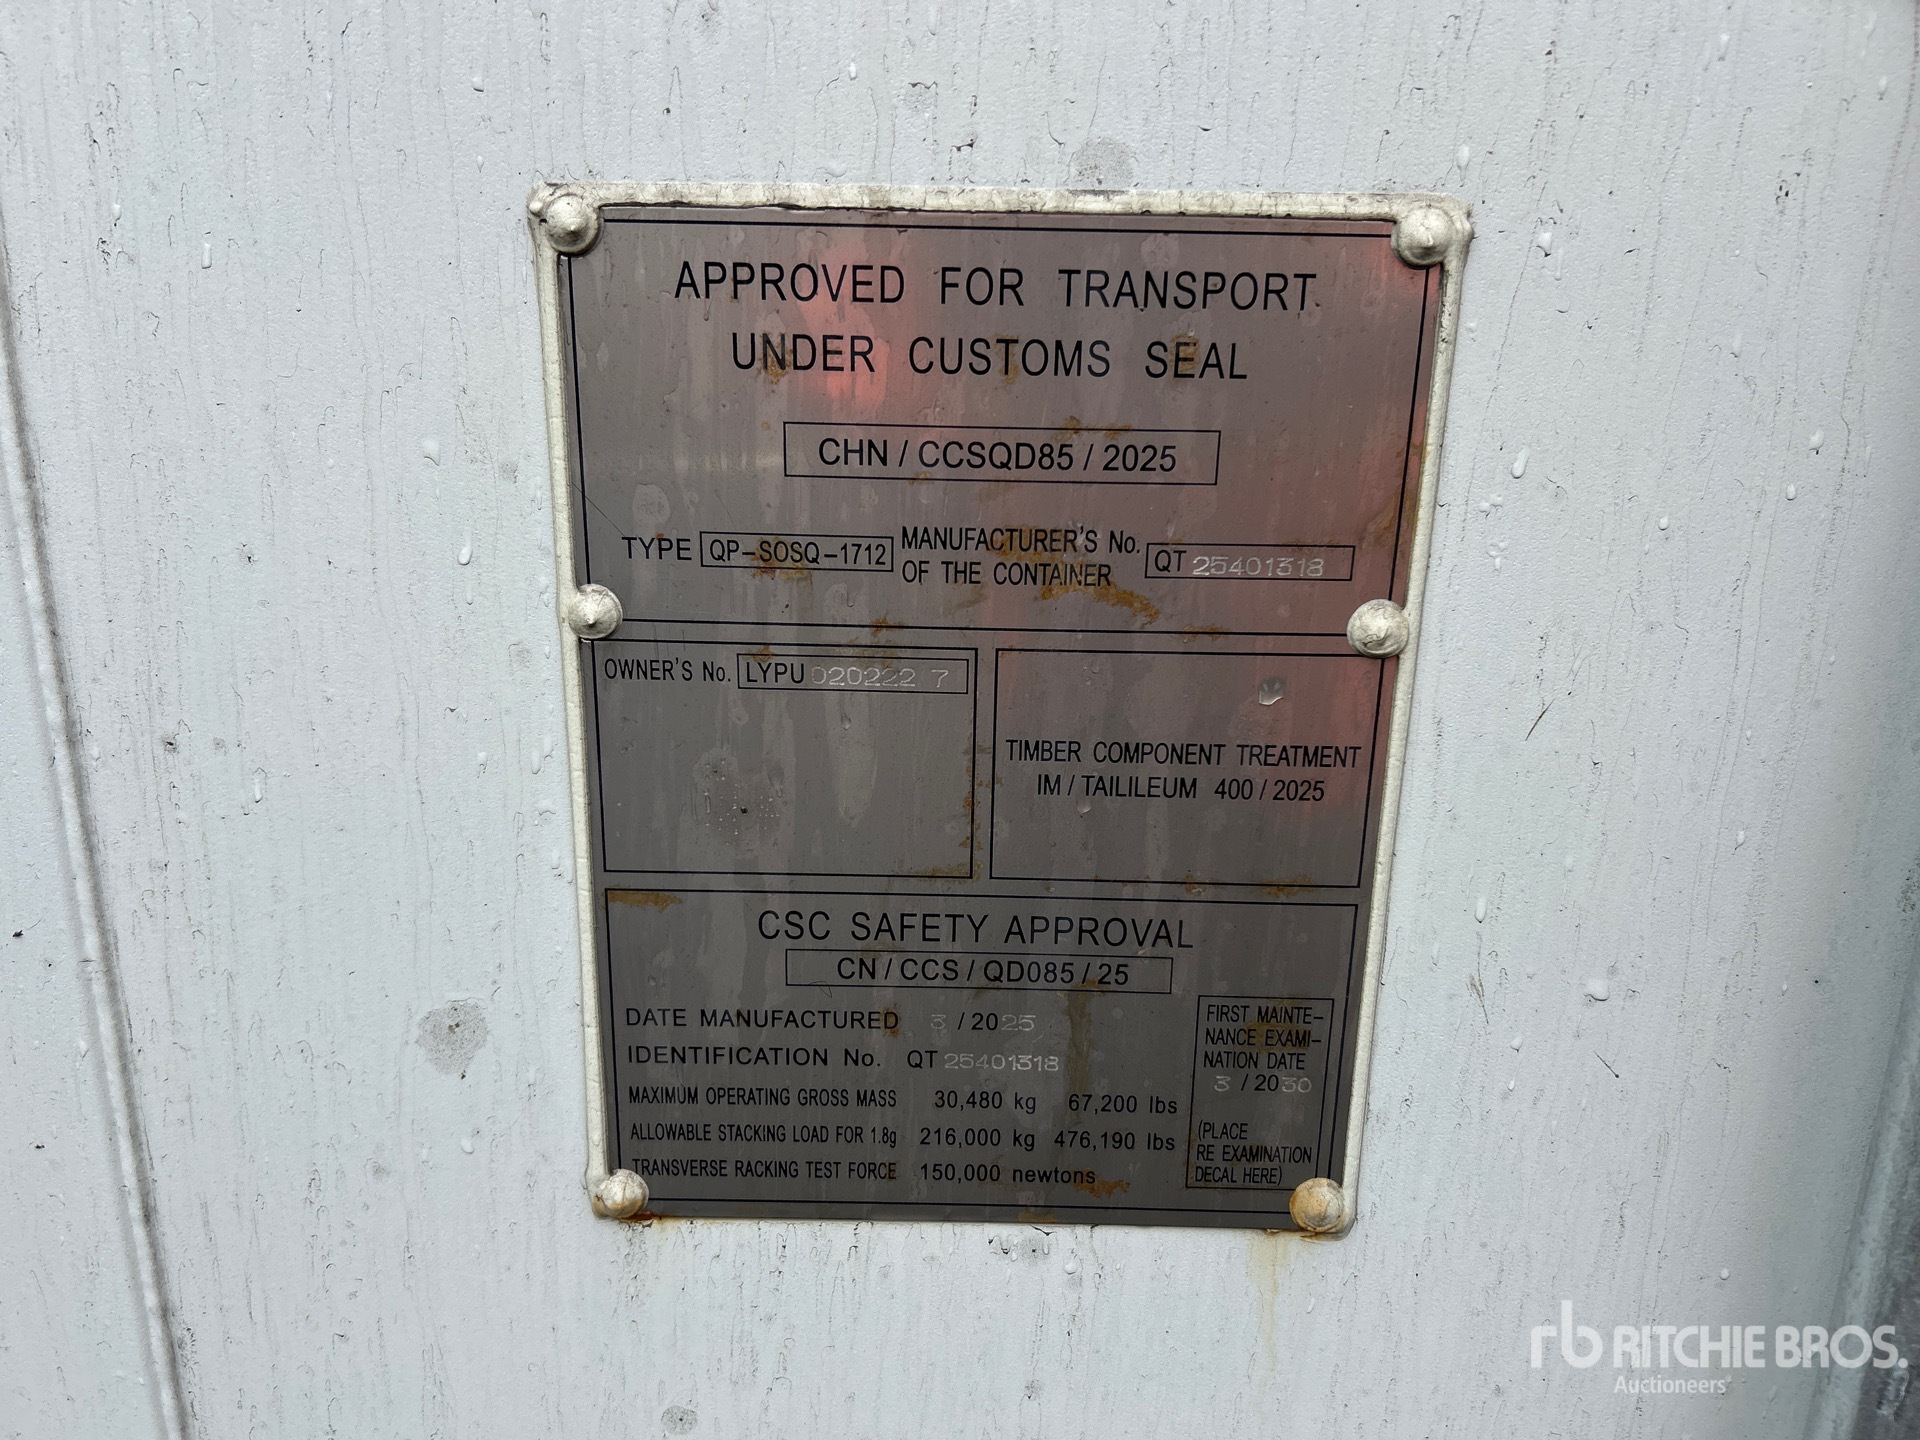 APPROVED FOR TRANSPORT
UNDER CUSTOMS SEAL
CHN / CCSQD85 / 2025
TYPE QP-SOSQ-1712 MANUFACTURER'S No. OF THE CONTAINER QT 25401318
OWNER'S No. LYPU 020222 7
TIMBER COMPONENT TREATMENT
IM / TAILILEUM 400 / 2025
CSC SAFETY APPROVAL
CN / CCS / QD085 / 25
DATE MANUFACTURED 3 / 2025
IDENTIFICATION No. QT 25401318
MAXIMUM OPERATING GROSS MASS 30,480 kg 67,200 lbs
ALLOWABLE STACKING LOAD FOR 1.8g 216,000 kg 476,190 lbs
TRANSVERSE RACKING TEST FORCE 150,000 newtons
FIRST MAINTE-
NANCE EXAMI-
NATION DATE
3 / 2030
(PLACE
RE EXAMINATION
DECAL HERE)
rb RITCHIE BROS.
Auctioneers